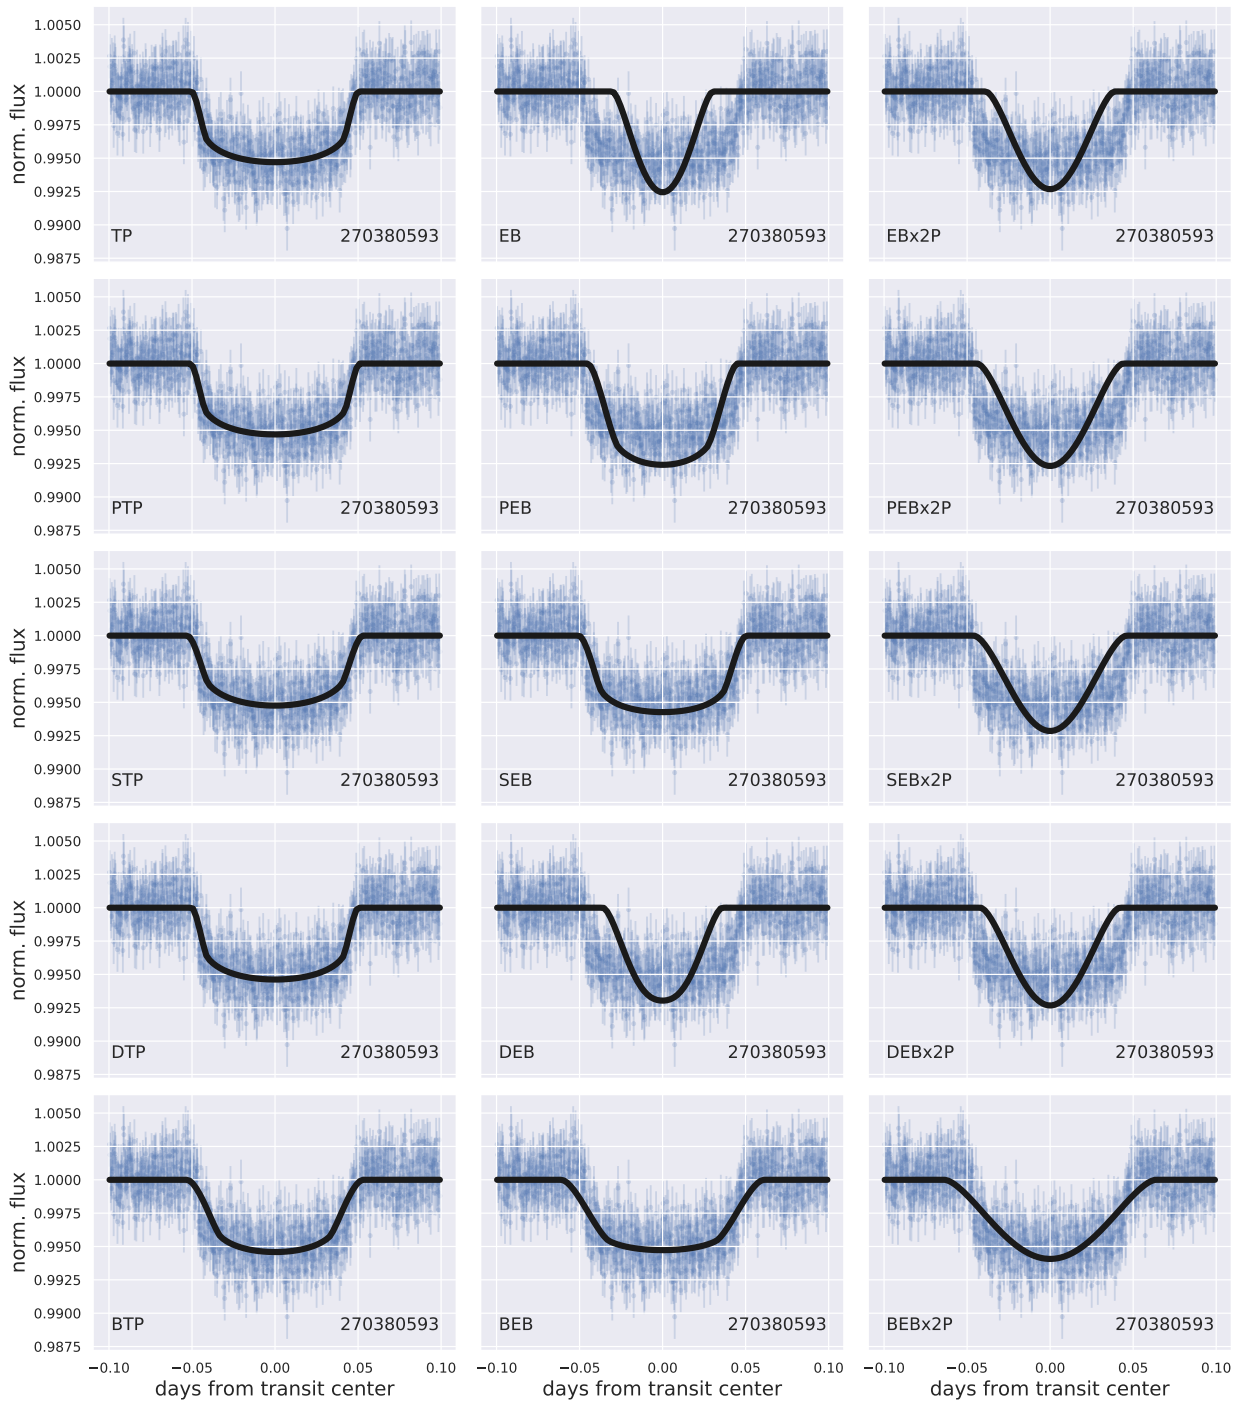 1.0050
1.0025
1.0000
0.9975
0.9950
0.9925
0.9900
0.9875
norm. flux
TP 270380593
EB 270380593
EBx2P 270380593
1.0050
1.0025
1.0000
0.9975
0.9950
0.9925
0.9900
0.9875
norm. flux
PTP 270380593
PEB 270380593
PEBx2P 270380593
1.0050
1.0025
1.0000
0.9975
0.9950
0.9925
0.9900
0.9875
norm. flux
STP 270380593
SEB 270380593
SEBx2P 270380593
1.0050
1.0025
1.0000
0.9975
0.9950
0.9925
0.9900
0.9875
norm. flux
DTP 270380593
DEB 270380593
DEBx2P 270380593
1.0050
1.0025
1.0000
0.9975
0.9950
0.9925
0.9900
0.9875
norm. flux
BTP 270380593
BEB 270380593
BEBx2P 270380593
−0.10 −0.05 0.00 0.05 0.10
−0.10 −0.05 0.00 0.05 0.10
−0.10 −0.05 0.00 0.05 0.10
days from transit center
days from transit center
days from transit center